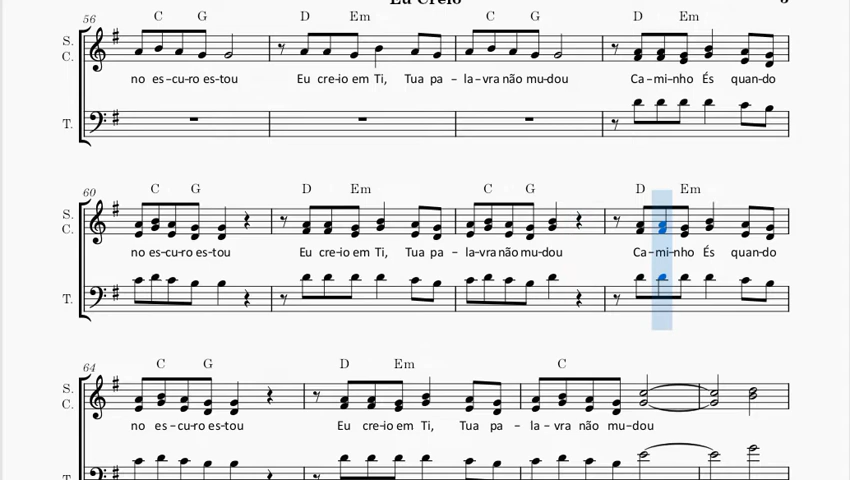 Eu Creio
56 C G D Em C G D Em
S.
C.
no es-cu-ro es-tou Eu cre-io em Ti, Tua pa - la-vra não mu-dou Ca-mi-nho És quan-do
T.
60 C G D Em C G D Em
S.
C.
no es-cu-ro es-tou Eu cre-io em Ti, Tua pa - la-vra não mu-dou Ca-mi-nho És quan-do
T.
64 C G D Em C
S.
C.
no es-cu-ro es-tou Eu cre-io em Ti, Tua pa - la-vra não mu-dou
T.